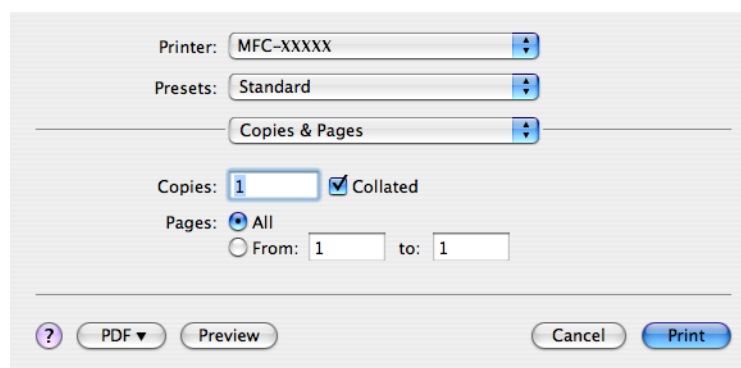 Printer: MFC-XXXXX
Presets: Standard
Copies & Pages
Copies: 1 Collated
Pages: All
From: 1 to: 1
? PDF ▼ Preview Cancel Print